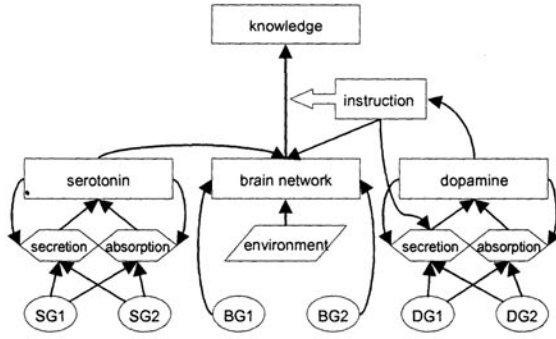 knowledge
instruction
serotonin
brain network
dopamine
secretion
absorption
environment
secretion
absorption
SG1
SG2
BG1
BG2
DG1
DG2